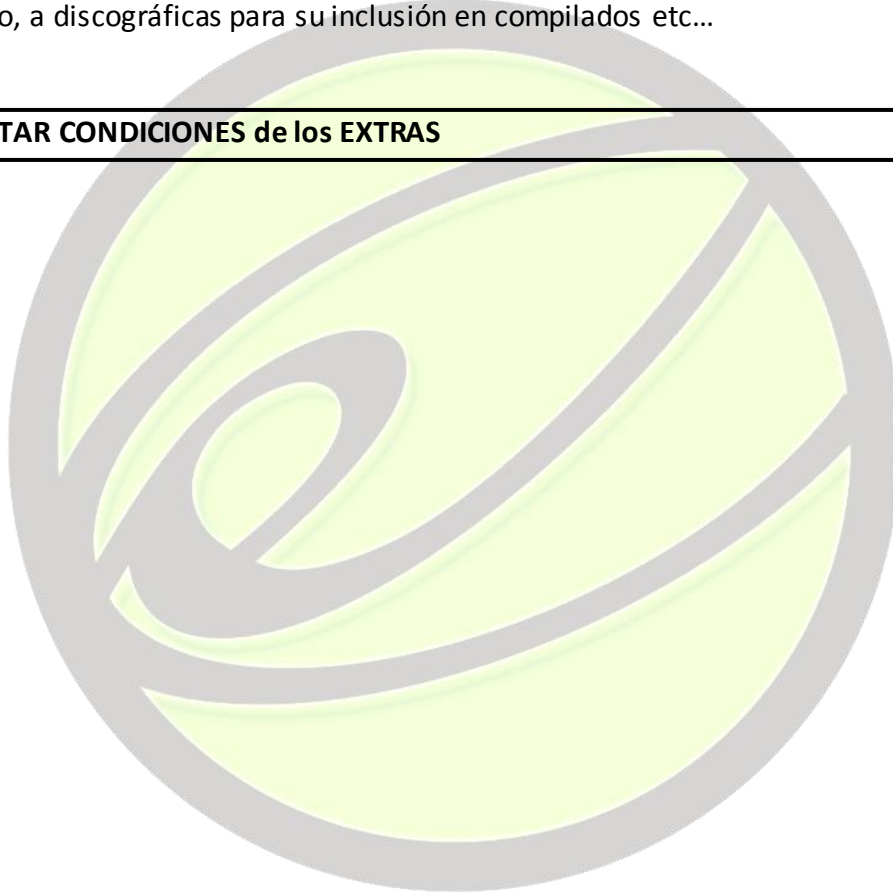 o, a discográficas para su inclusión en compilados etc…
TAR CONDICIONES de los EXTRAS